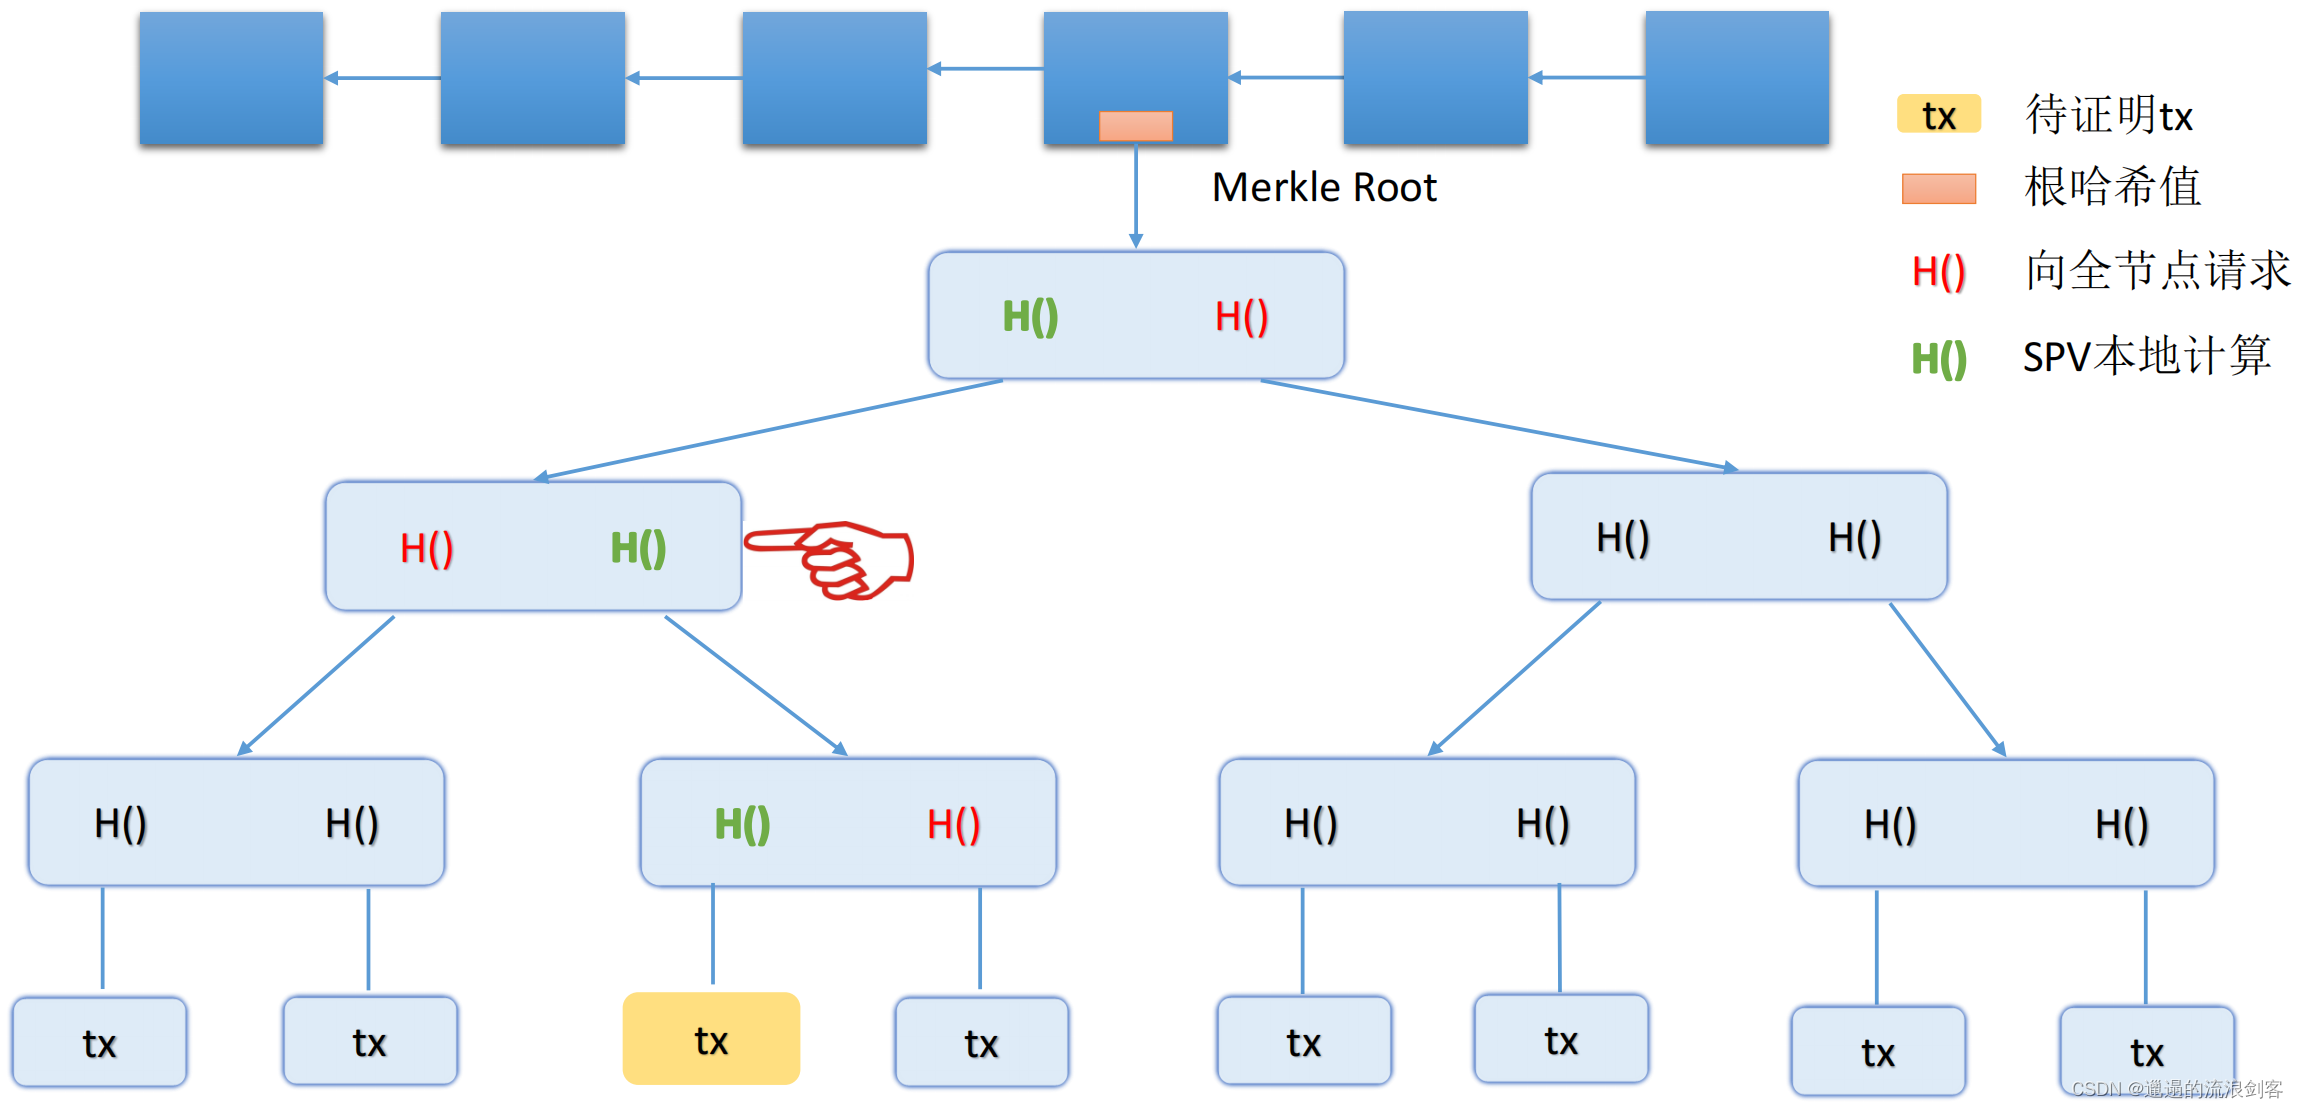 tx 待证明tx
Merkle Root
根哈希值
H() 向全节点请求
H() H()
H() SPV本地计算
H() H()
H() H()
H() H()
H() H()
H() H()
H() H()
tx tx tx tx tx tx tx tx
CSDN @邋遢的流浪剑客